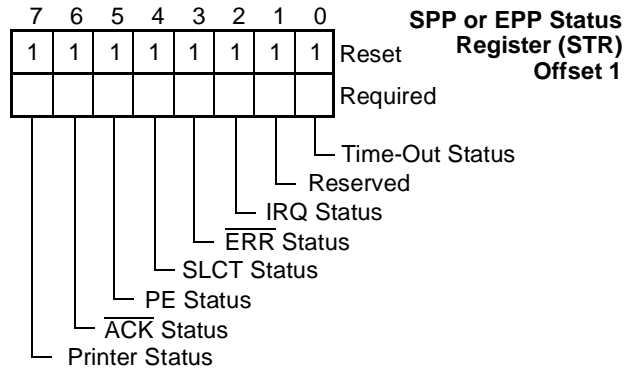 7 6 5 4 3 2 1 0
SPP or EPP Status
Register (STR)
Offset 1
1 1 1 1 1 1 1 1 Reset
Required
Time-Out Status
Reserved
IRQ Status
ERR Status
SLCT Status
PE Status
ACK Status
Printer Status